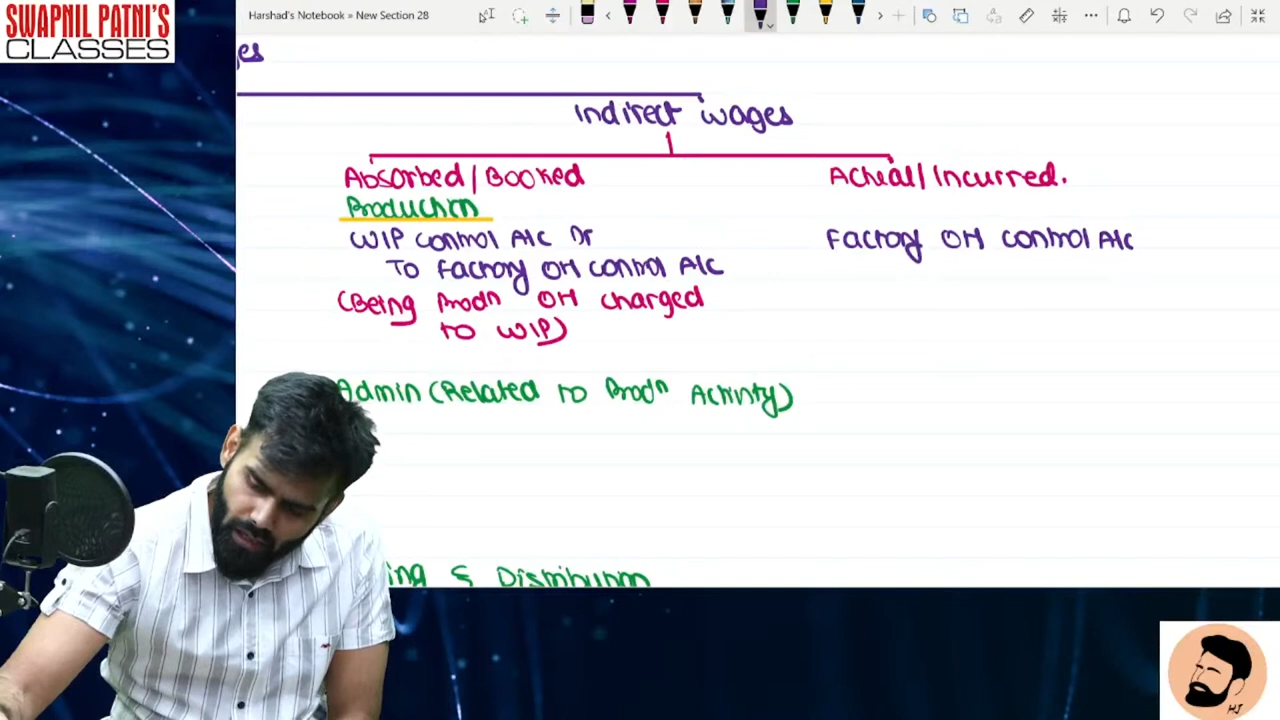 SWAPNIL PATNI'S
CLASSES
Harshad's Notebook » New Section 28
es
Indirect wages
Absorbed/Booked
Actual/Incurred.
Production
WIP control A/c Dr
Factory OH control A/c
To Factory OH control A/c
(Being Prodn OH charged
to WIP)
Admin (Related to Prodn Activity)
ing & Distribution
HJ